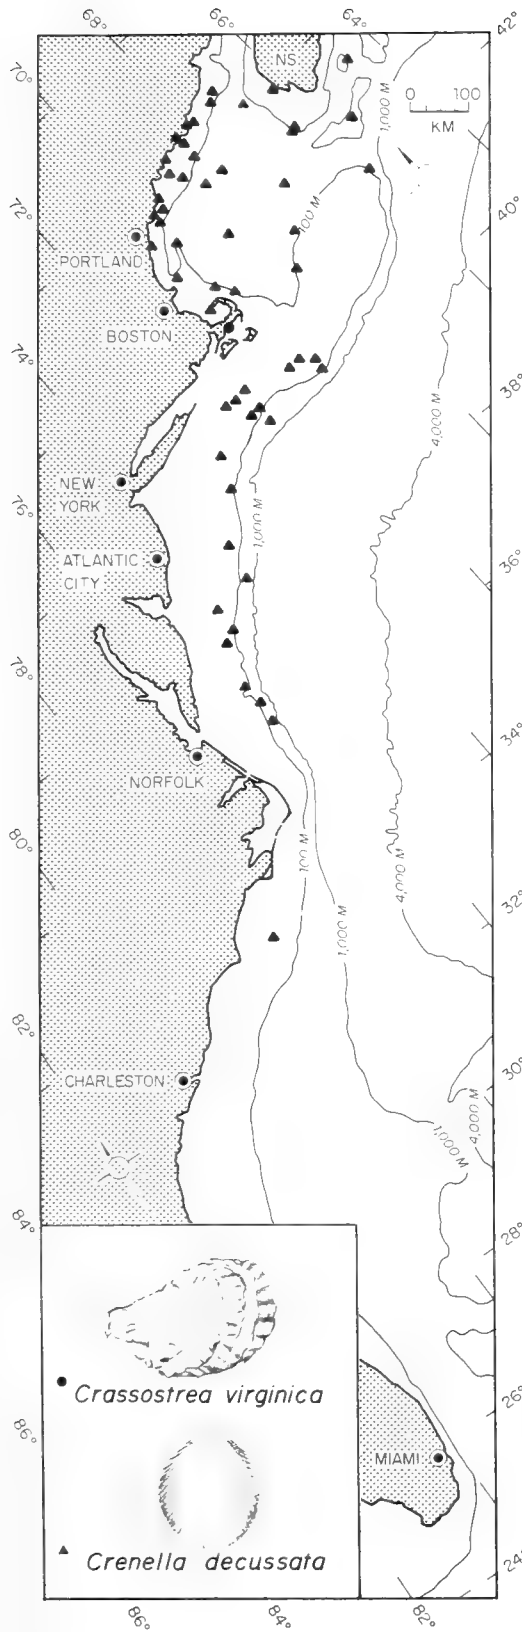 68°
66°
64°
42°
70°
NS
1,000 M
0 100
KM
72°
100 M
40°
PORTLAND
BOSTON
74°
38°
4,000 M
NEW
YORK
76°
1,000 M
ATLANTIC
CITY
36°
78°
34°
NORFOLK
80°
100 M
4,000 M
32°
1,000 M
82°
30°
CHARLESTON
4,000 M
1,000 M
84°
28°
Crassostrea virginica
26°
86°
MIAMI
Crenella decussata
24°
86°
84°
82°